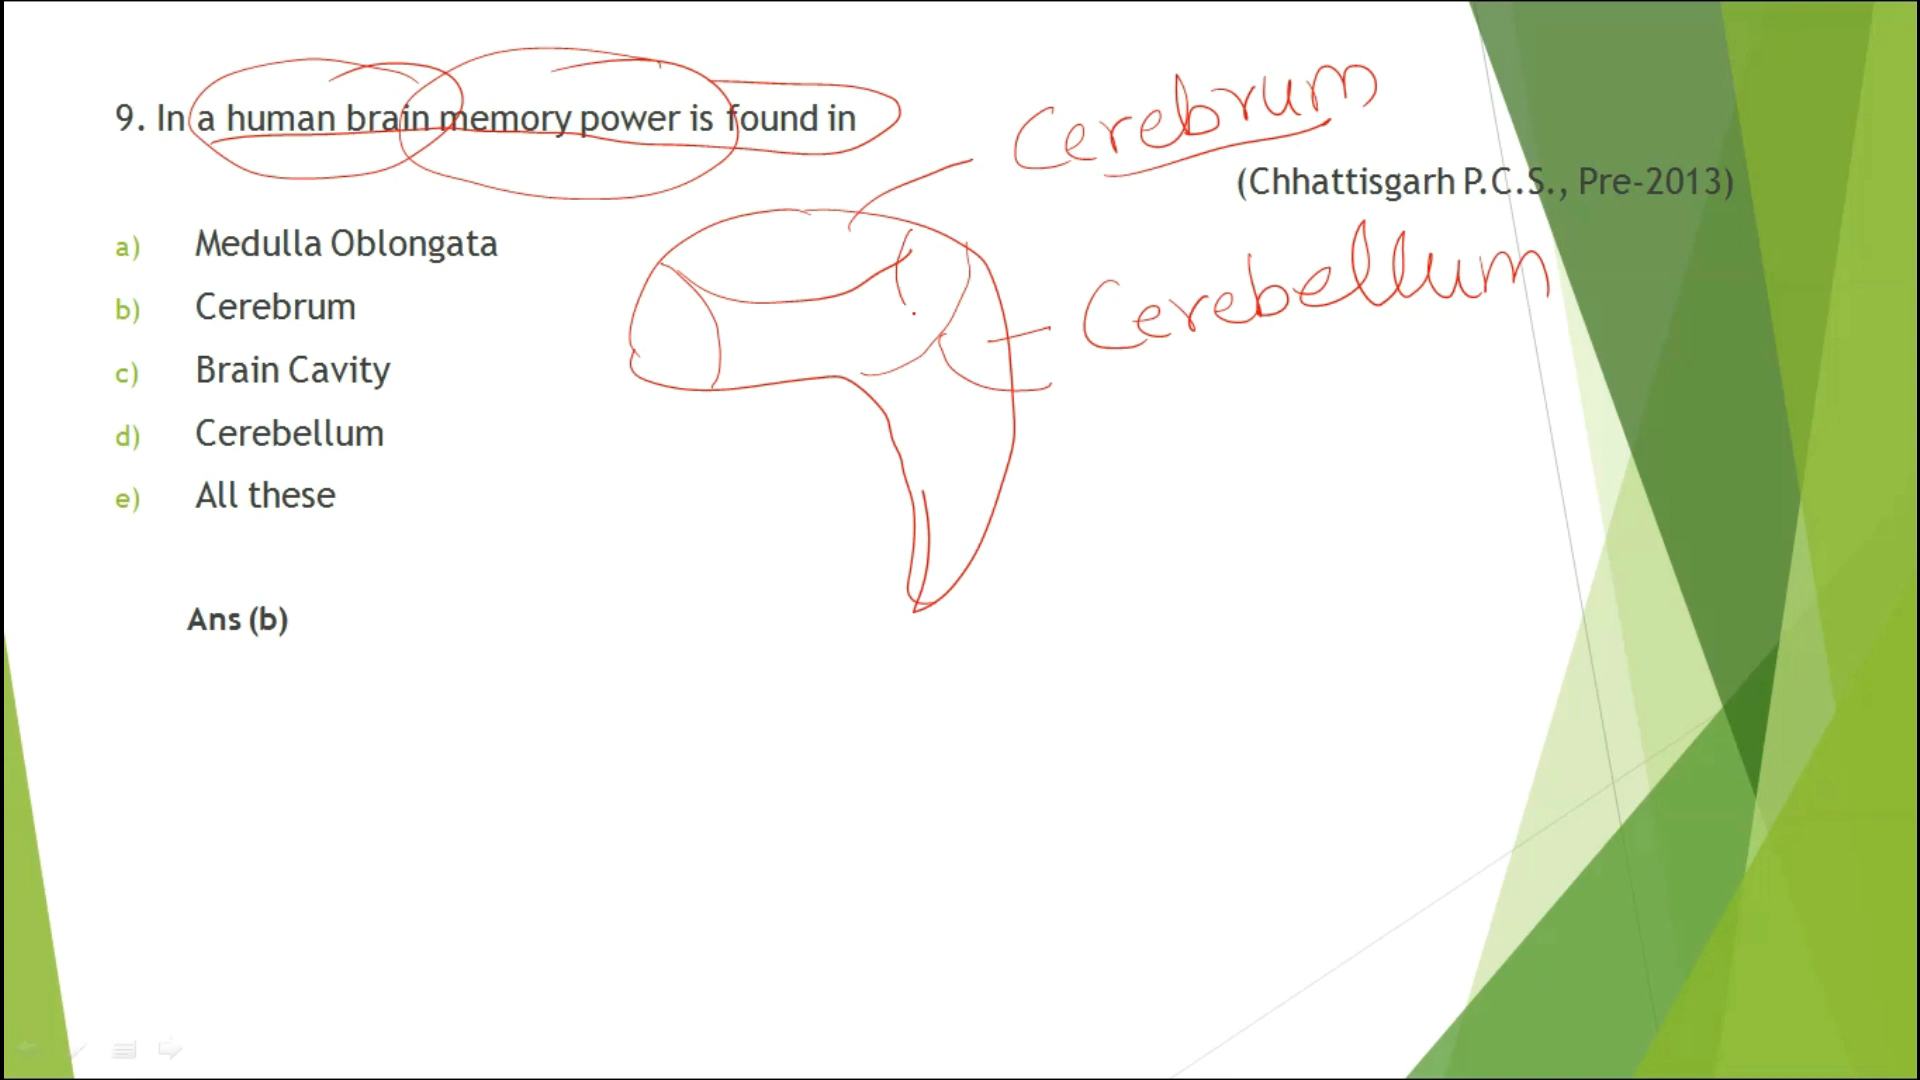 9. In a human brain memory power is found in
Cerebrum
(Chhattisgarh P.C.S., Pre-2013)
a) Medulla Oblongata
Cerebellum
b) Cerebrum
c) Brain Cavity
d) Cerebellum
e) All these
Ans (b)